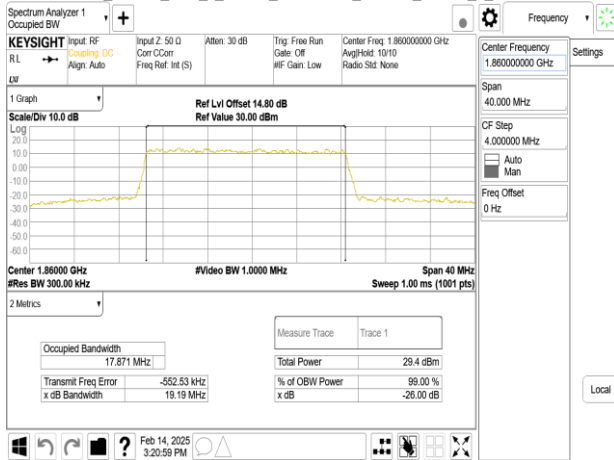 Spectrum Analyzer 1
Occupied BW
Frequency
KEYSIGHT
Input: RF
Input Z: 50 Ω
Atten: 30 dB
Trig: Free Run
Center Freq: 1.860000000 GHz
RL
Coupling: DC
Corr CCorr
Gate: Off
Avg|Hold: 10/10
Align: Auto
Freq Ref: Int (S)
#IF Gain: Low
Radio Std: None
LXI
Center Frequency
1.860000000 GHz
Settings
Span
40.000 MHz
CF Step
4.000000 MHz
Auto
Man
Freq Offset
0 Hz
Local
1 Graph
Ref Lvl Offset 14.80 dB
Scale/Div 10.0 dB
Ref Value 30.00 dBm
Log
20.0
10.0
0.00
-10.0
-20.0
-30.0
-40.0
-50.0
-60.0
Center 1.86000 GHz
#Video BW 1.0000 MHz
Span 40 MHz
#Res BW 300.00 kHz
Sweep 1.00 ms (1001 pts)
2 Metrics
Measure Trace
Trace 1
Occupied Bandwidth
17.871 MHz
Total Power
29.4 dBm
Transmit Freq Error
-552.53 kHz
% of OBW Power
99.00 %
x dB Bandwidth
19.19 MHz
x dB
-26.00 dB
?
Feb 14, 2025
3:20:59 PM